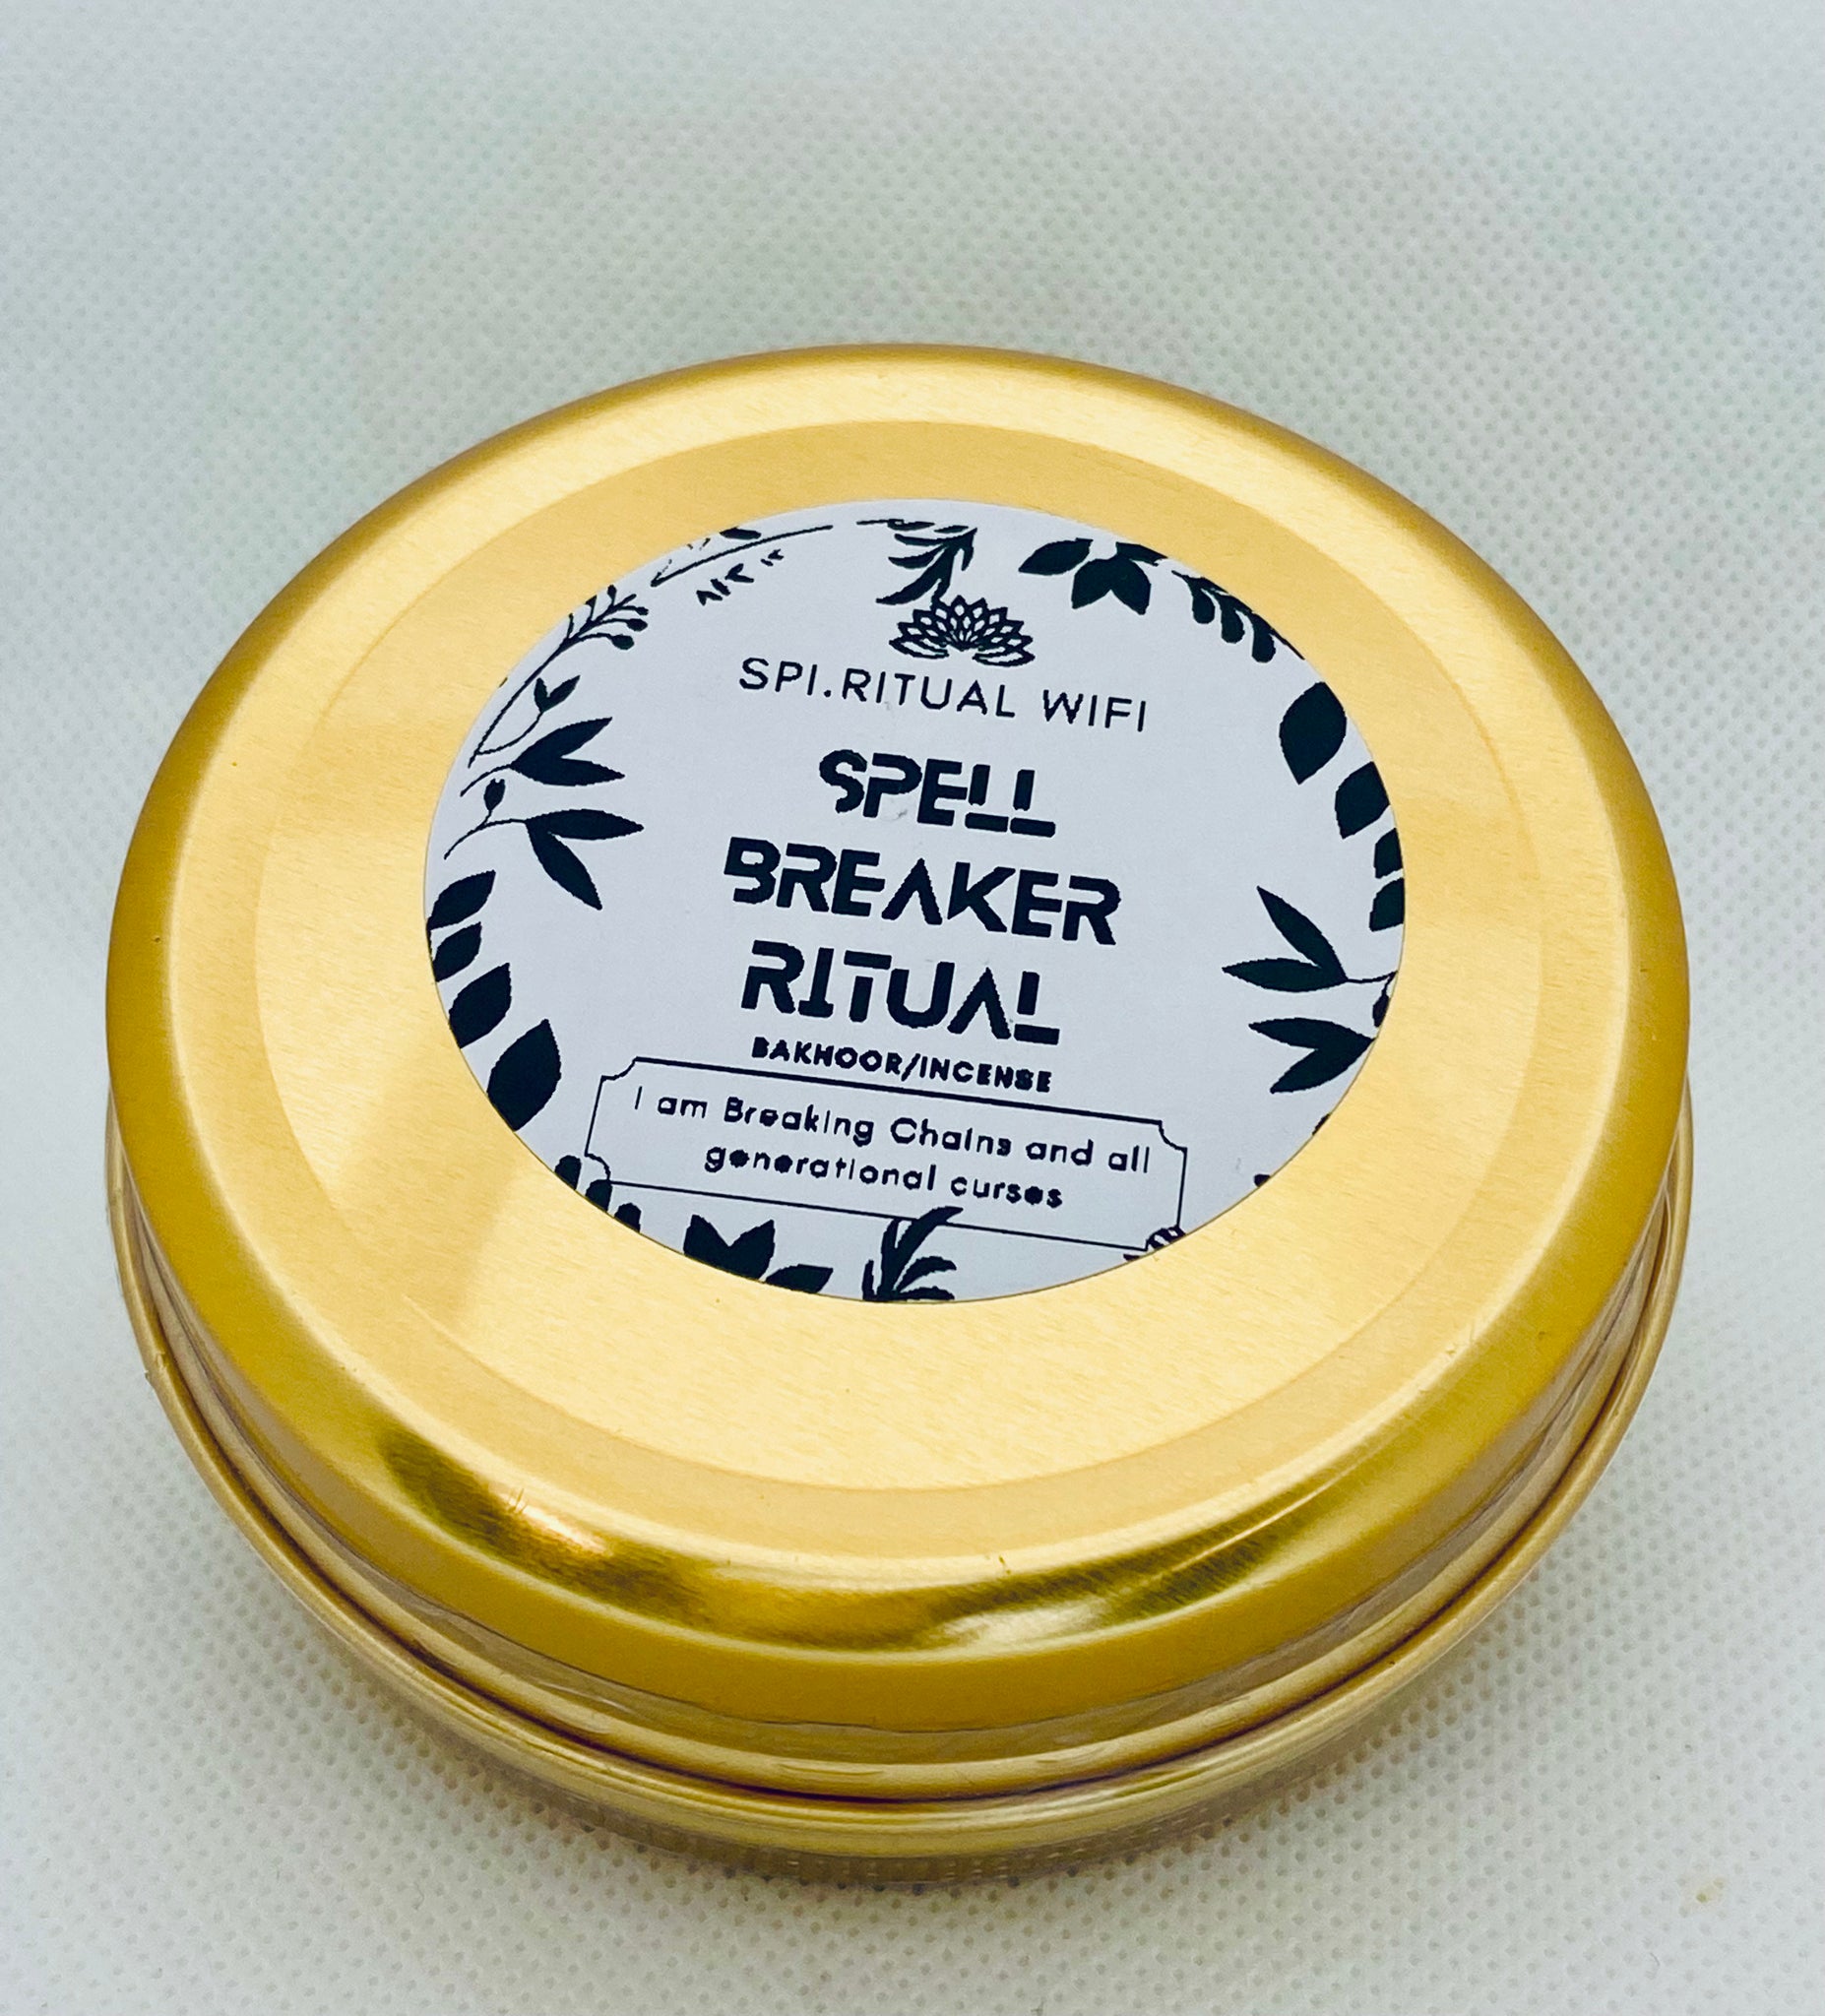 SPI.RITUAL WIFI
SPELL
BREAKER
RITUAL
BAKHOOR/INCENSE
I am Breaking Chains and all
generational curses